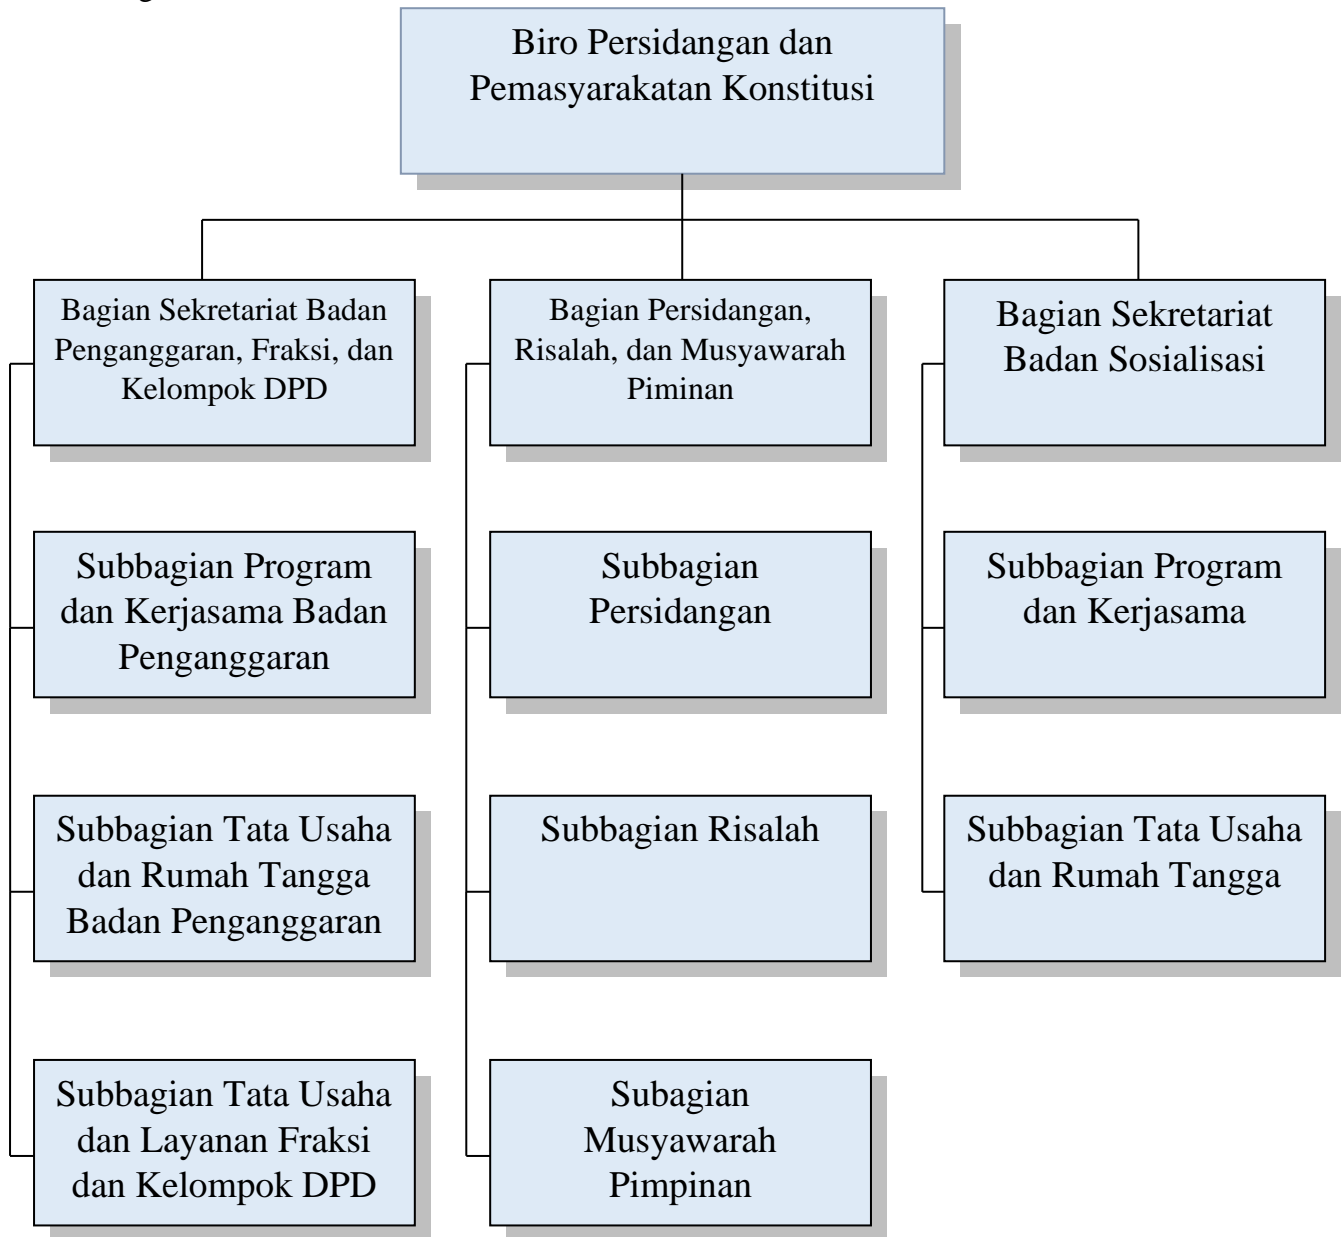 Biro Persidangan dan
Pemasyarakatan Konstitusi
Bagian Sekretariat Badan
Penganggaran, Fraksi, dan
Kelompok DPD
Bagian Persidangan,
Risalah, dan Musyawarah
Piminan
Bagian Sekretariat
Badan Sosialisasi
Subbagian Program
dan Kerjasama Badan
Penganggaran
Subbagian
Persidangan
Subbagian Program
dan Kerjasama
Subbagian Tata Usaha
dan Rumah Tangga
Badan Penganggaran
Subbagian Risalah
Subbagian Tata Usaha
dan Rumah Tangga
Subbagian Tata Usaha
dan Layanan Fraksi
dan Kelompok DPD
Subagian
Musyawarah
Pimpinan